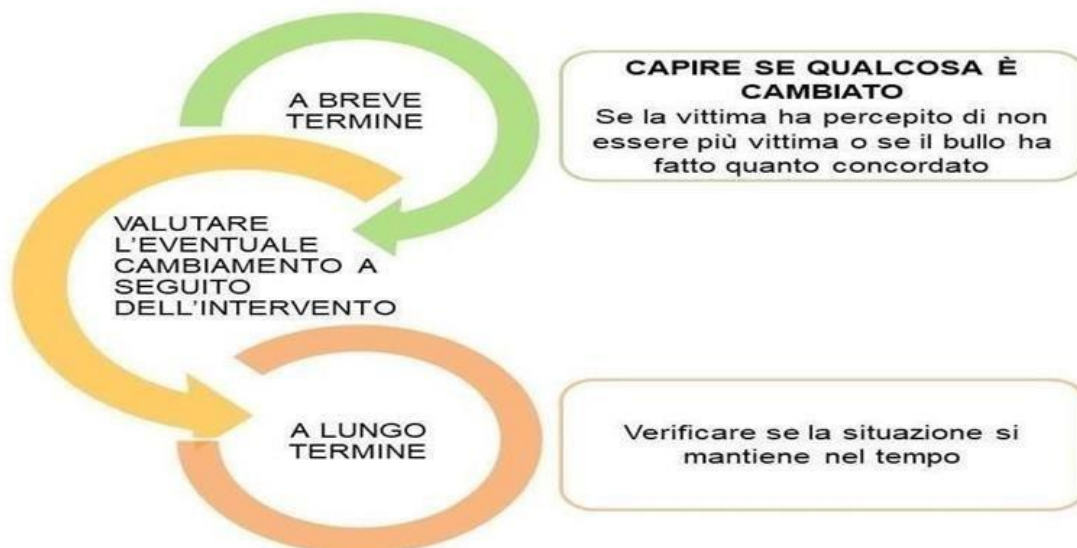 A BREVE
TERMINE
CAPIRE SE QUALCOSA È
CAMBIATO
Se la vittima ha percepito di non
essere più vittima o se il bullo ha
fatto quanto concordato
VALUTARE
L'EVENTUALE
CAMBIAMENTO A
SEGUITO
DELL'INTERVENTO
A LUNGO
TERMINE
Verificare se la situazione si
mantiene nel tempo